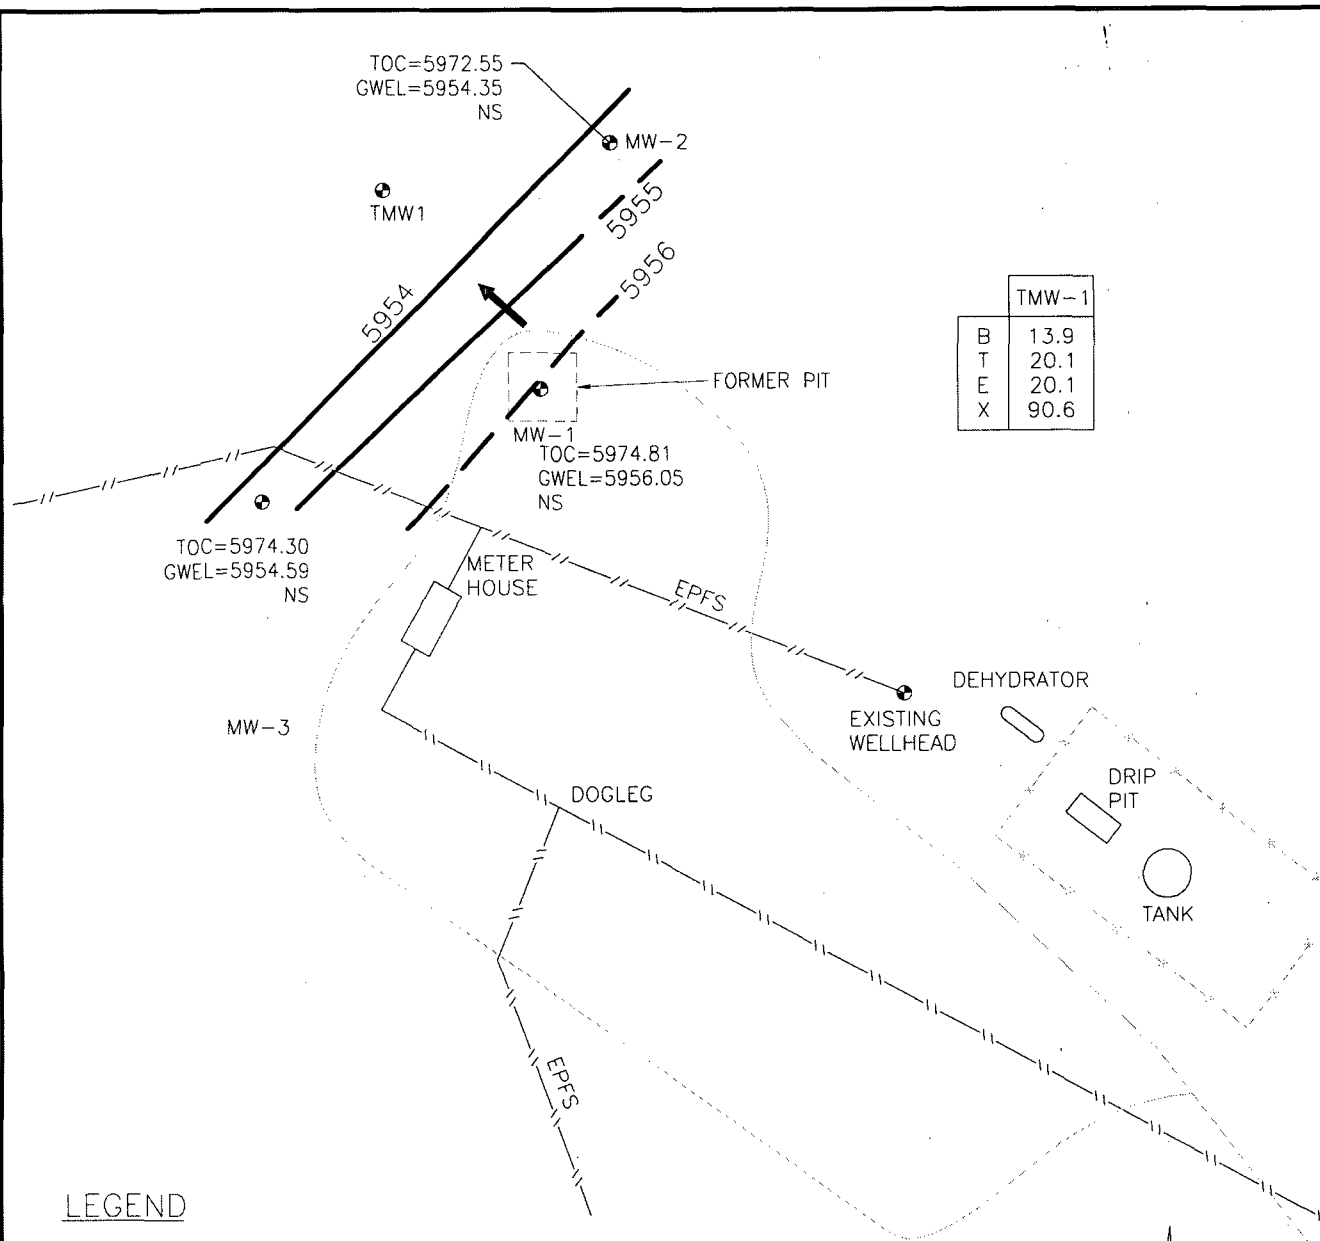 TOC=5972.55
GWEL=5954.35
NS
MW-2
TMW1
5955
5956
5954
TMW-1
B 13.9
T 20.1
E 20.1
X 90.6
FORMER PIT
MW-1
TOC=5974.81
GWEL=5956.05
NS
TOC=5974.30
GWEL=5954.59
NS
METER
HOUSE
EPFS
DEHYDRATOR
EXISTING
WELLHEAD
MW-3
DRIP
PIT
DOGLEG
TANK
EPFS
LEGEND